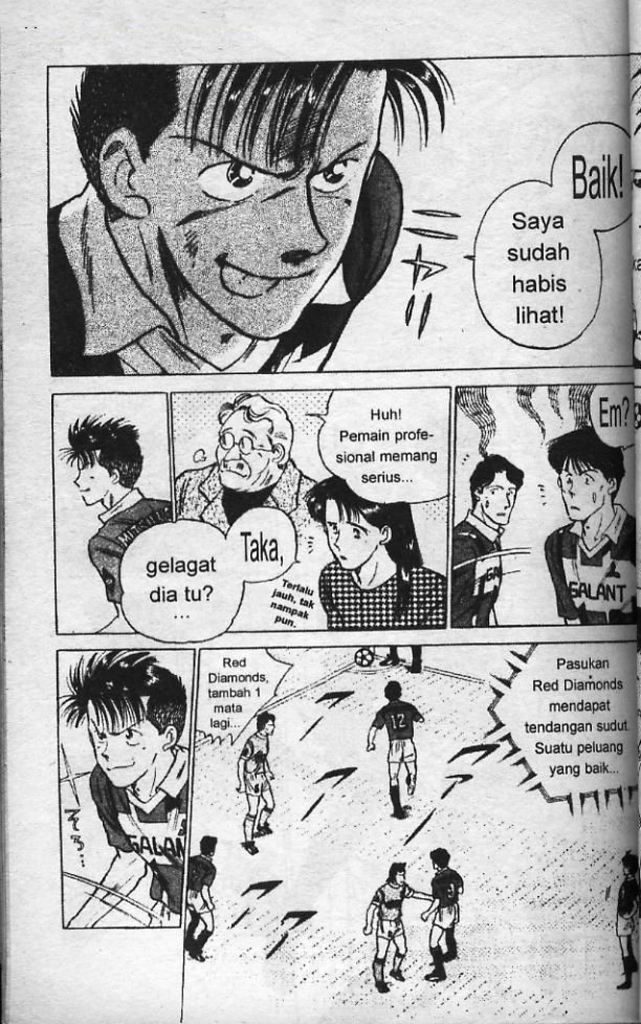 Baik!
Saya
sudah
habis
lihat!
Huh!
Pemain profe-
sional memang
serius...
Taka,
gelagat
dia tu?
...
Terlalu
jauh, tak
nampak
pun.
Em?
GALANT
Red
Diamonds,
tambah 1
mata
lagi...
GALAN
Pasukan
Red Diamonds
mendapat
tendangan sudut.
Suatu peluang
yang baik...
12